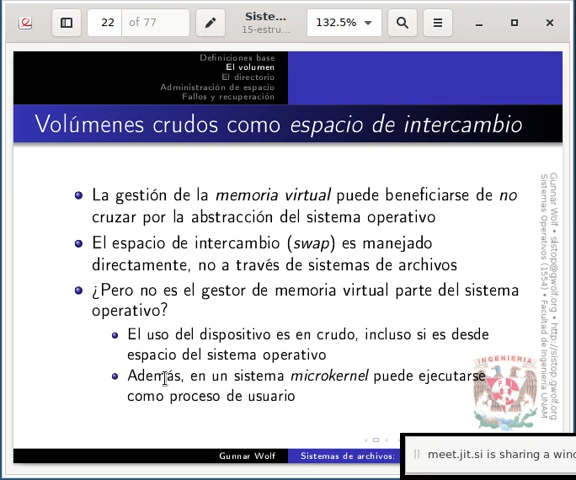 22 of 77
Siste...
15-estru...
132.5%
Definiciones base
El volumen
El directorio
Administración de espacio
Fallos y recuperación
Volúmenes crudos como espacio de intercambio
La gestión de la memoria virtual puede beneficiarse de no
cruzar por la abstracción del sistema operativo
El espacio de intercambio (swap) es manejado
directamente, no a través de sistemas de archivos
¿Pero no es el gestor de memoria virtual parte del sistema
operativo?
El uso del dispositivo es en crudo, incluso si es desde
espacio del sistema operativo
Además, en un sistema microkernel puede ejecutarse
como proceso de usuario
Gunnar Wolf • sistop@gwolf.org • http://sistop.gwolf.org
Sistemas Operativos (1554) • Facultad de Ingeniería UNAM
INGENIERIA
Gunnar Wolf
Sistemas de archivos:
meet.jit.si is sharing a wind